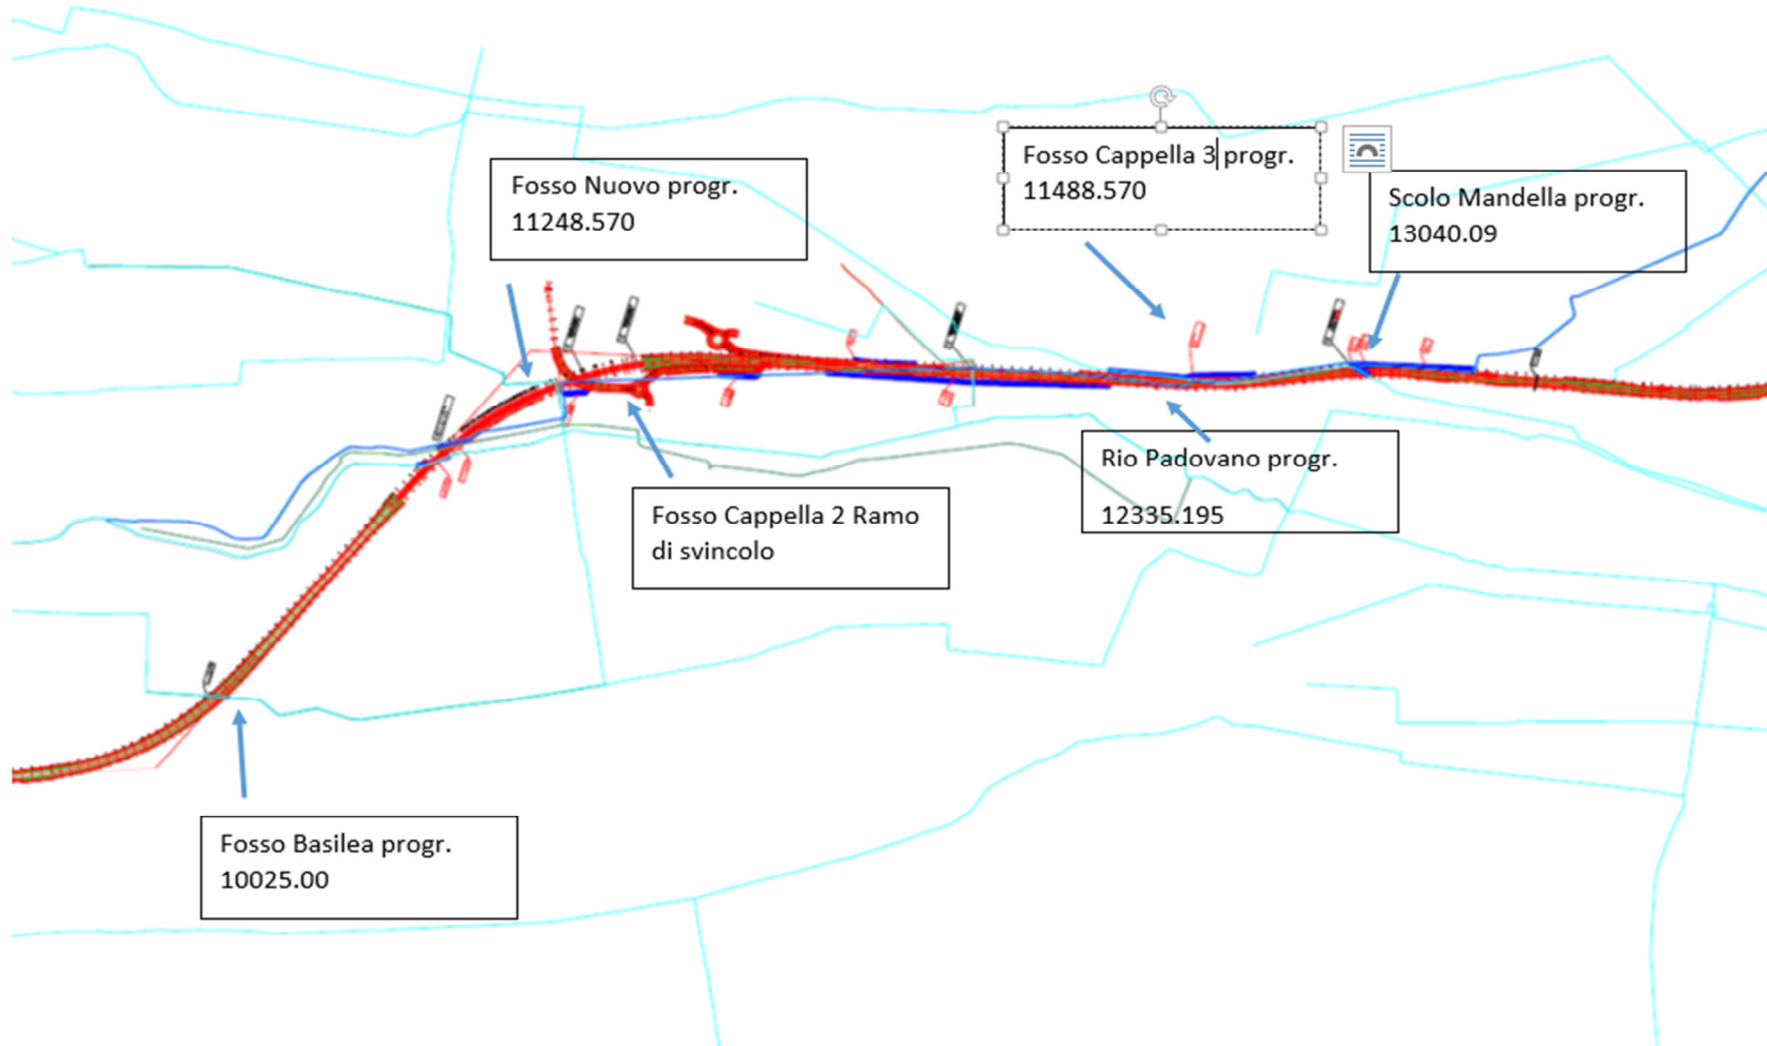 Fosso Cappella 3 progr.
11488.570
Fosso Nuovo progr.
11248.570
Scolo Mandella progr.
13040.09
Rio Padovano progr.
12335.195
Fosso Cappella 2 Ramo
di svincolo
Fosso Basilea progr.
10025.00